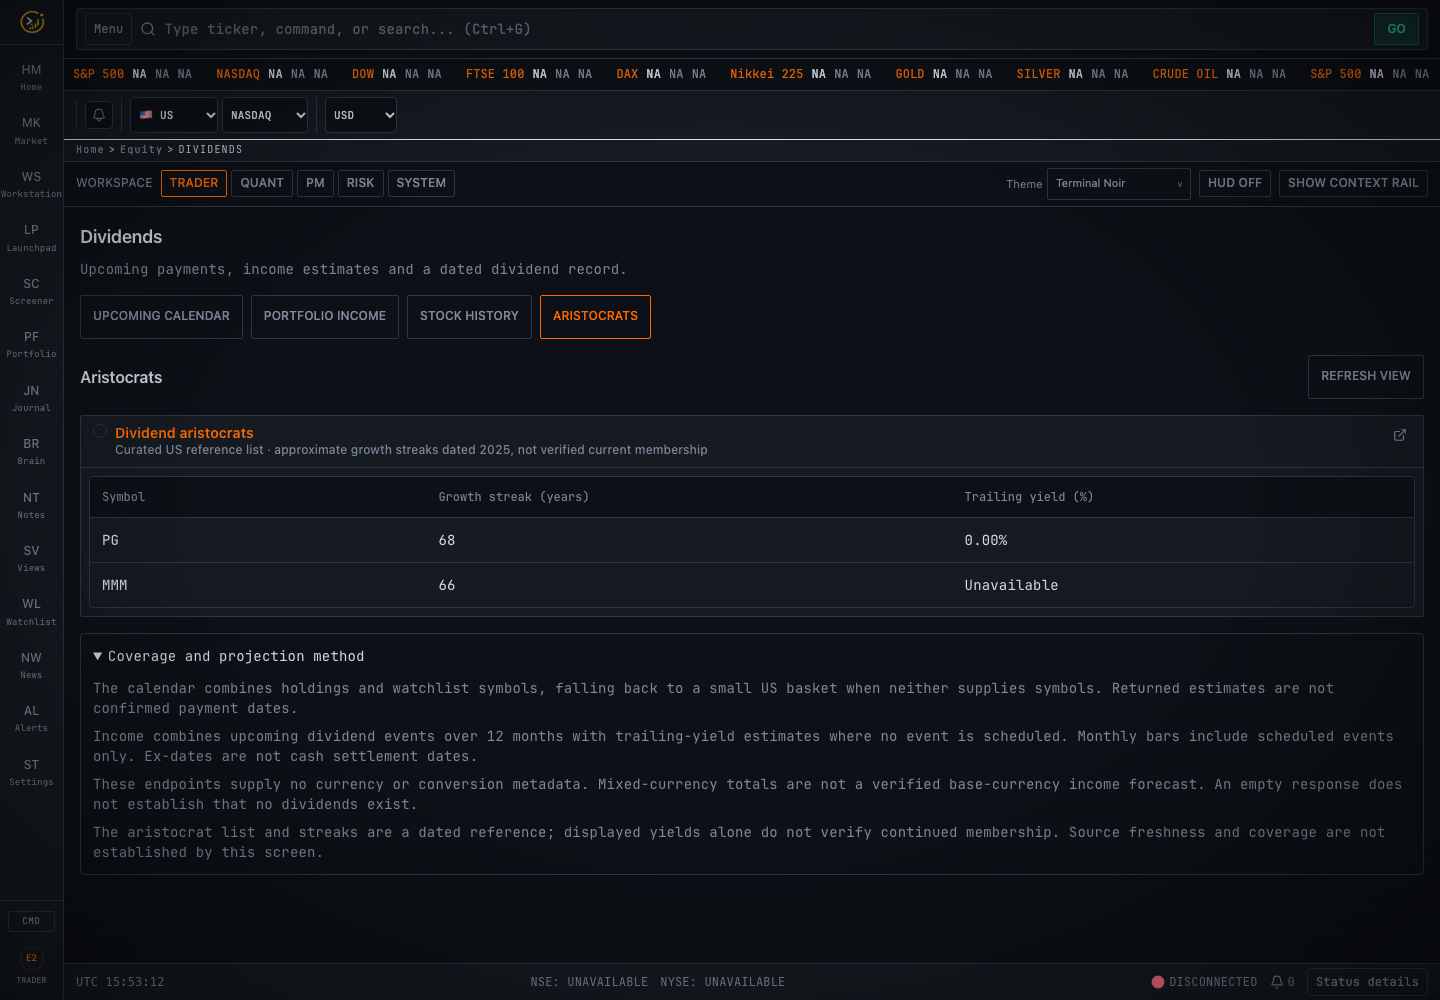 Menu
Type ticker, command, or search... (Ctrl+G)
GO
S&P 500 NA NA NA NASDAQ NA NA NA DOW NA NA NA FTSE 100 NA NA NA DAX NA NA NA Nikkei 225 NA NA NA GOLD NA NA NA SILVER NA NA NA CRUDE OIL NA NA NA S&P 500 NA NA NA
US NASDAQ USD
Home > Equity > DIVIDENDS
WORKSPACE TRADER QUANT PM RISK SYSTEM
Theme Terminal Noir HUD OFF SHOW CONTEXT RAIL
HM
Home
MK
Market
WS
Workstation
LP
Launchpad
SC
Screener
PF
Portfolio
JN
Journal
BR
Brain
NT
Notes
SV
Views
WL
Watchlist
NW
News
AL
Alerts
ST
Settings
CMD
E2
TRADER
Dividends
Upcoming payments, income estimates and a dated dividend record.
UPCOMING CALENDAR PORTFOLIO INCOME STOCK HISTORY ARISTOCRATS
Aristocrats
REFRESH VIEW
Dividend aristocrats
Curated US reference list · approximate growth streaks dated 2025, not verified current membership
Symbol Growth streak (years) Trailing yield (%)
PG 68 0.00%
MMM 66 Unavailable
▼ Coverage and projection method
The calendar combines holdings and watchlist symbols, falling back to a small US basket when neither supplies symbols. Returned estimates are not
confirmed payment dates.
Income combines upcoming dividend events over 12 months with trailing-yield estimates where no event is scheduled. Monthly bars include scheduled events
only. Ex-dates are not cash settlement dates.
These endpoints supply no currency or conversion metadata. Mixed-currency totals are not a verified base-currency income forecast. An empty response does
not establish that no dividends exist.
The aristocrat list and streaks are a dated reference; displayed yields alone do not verify continued membership. Source freshness and coverage are not
established by this screen.
UTC 15:53:12
NSE: UNAVAILABLE NYSE: UNAVAILABLE
DISCONNECTED 0 Status details